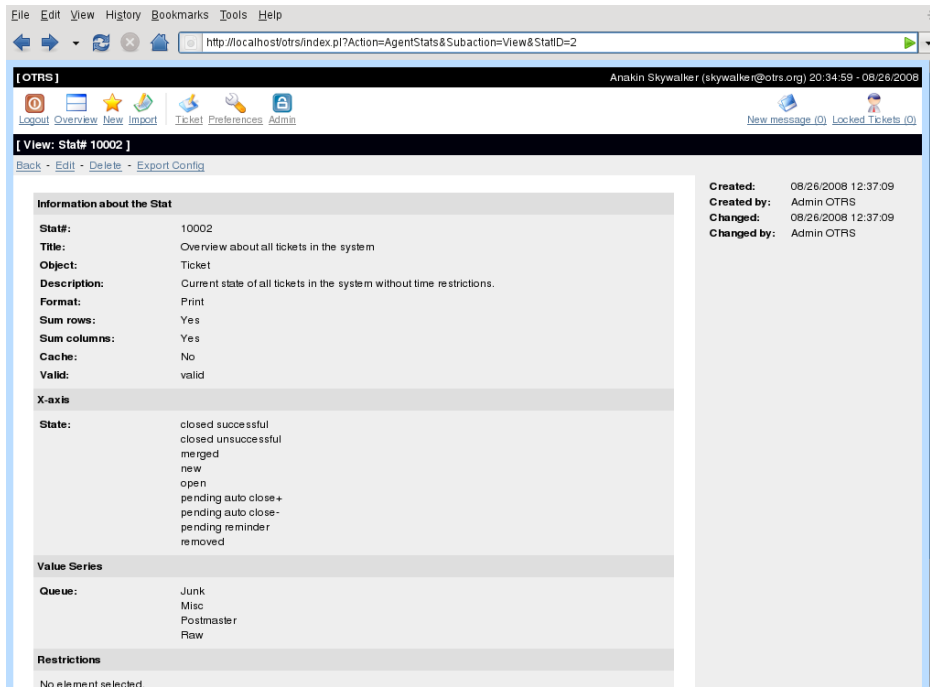 File Edit View History Bookmarks Tools Help
http://localhost/otrs/index.pl?Action=AgentStats&Subaction=View&StatID=2
[ OTRS ] Anakin Skywalker (skywalker@otrs.org) 20:34:59 - 08/26/2008
Logout Overview New Import Ticket Preferences Admin New message (0) Locked Tickets (0)
[ View: Stat# 10002 ]
Back - Edit - Delete - Export Config
Created: 08/26/2008 12:37:09
Created by: Admin OTRS
Changed: 08/26/2008 12:37:09
Changed by: Admin OTRS
Information about the Stat
Stat#: 10002
Title: Overview about all tickets in the system
Object: Ticket
Description: Current state of all tickets in the system without time restrictions.
Format: Print
Sum rows: Yes
Sum columns: Yes
Cache: No
Valid: valid
X-axis
State: closed successful
closed unsuccessful
merged
new
open
pending auto close+
pending auto close-
pending reminder
removed
Value Series
Queue: Junk
Misc
Postmaster
Raw
Restrictions
No element selected.